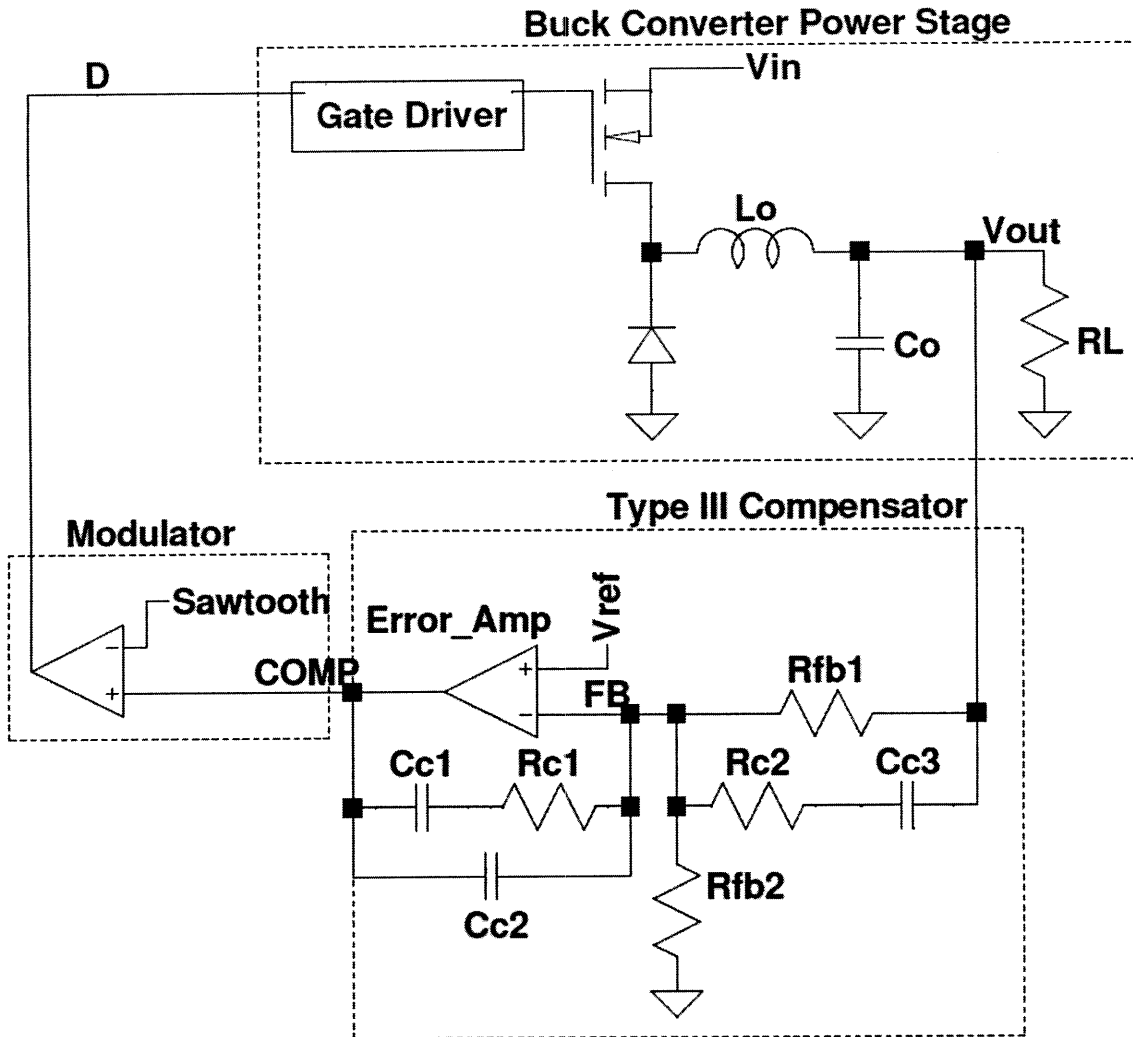 Buck Converter Power Stage
D
Vin
Gate Driver
Lo
Vout
Co
RL
Type III Compensator
Modulator
Sawtooth
Error_Amp
Vref
+
-
COMP
FB
Rfb1
-
+
Cc1
Rc1
Rc2
Cc3
Cc2
Rfb2